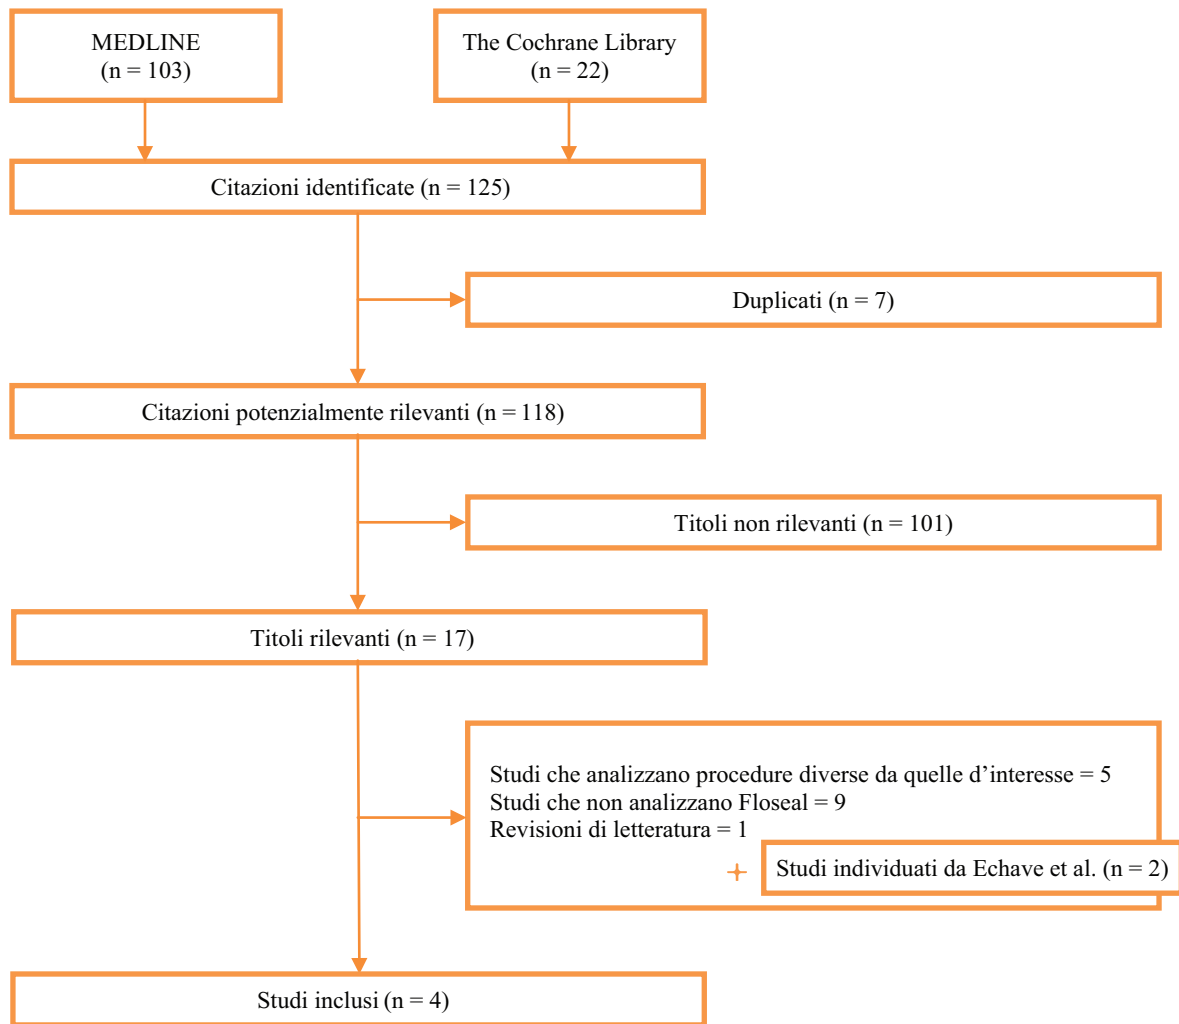 MEDLINE
(n = 103)
The Cochrane Library
(n = 22)
Citazioni identificate (n = 125)
Duplicati (n = 7)
Citazioni potenzialmente rilevanti (n = 118)
Titoli non rilevanti (n = 101)
Titoli rilevanti (n = 17)
Studi che analizzano procedure diverse da quelle d’interesse = 5
Studi che non analizzano Floseal = 9
Revisioni di letteratura = 1
+ Studi individuati da Echave et al. (n = 2)
Studi inclusi (n = 4)